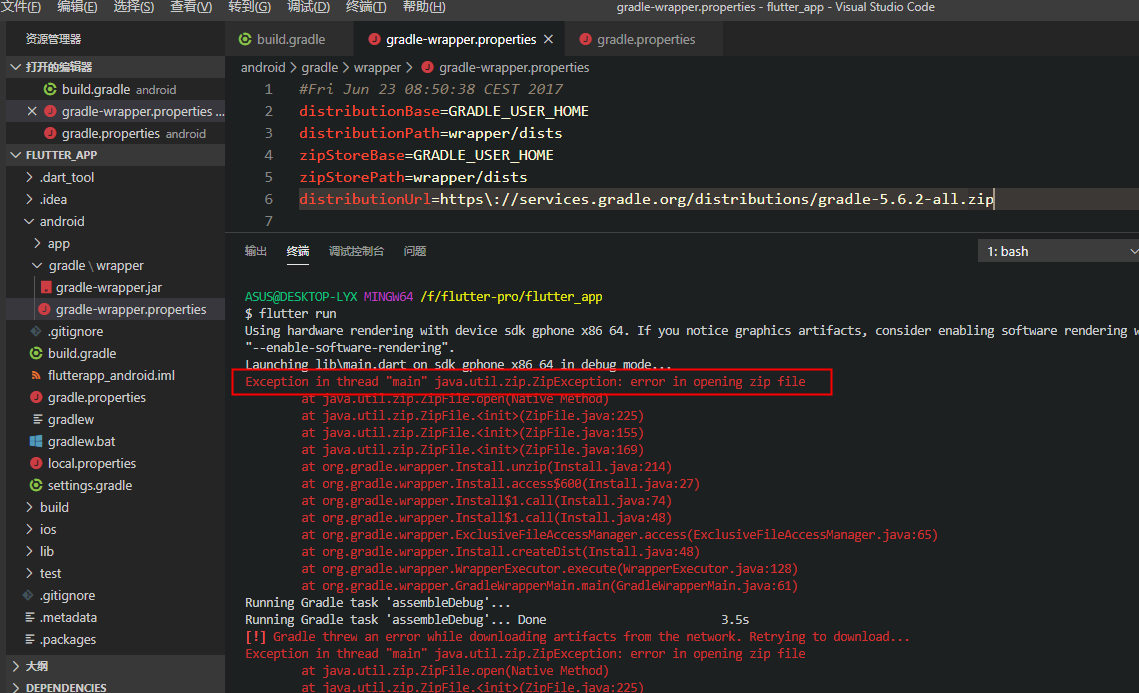 文件(F) 编辑(E) 选择(S) 查看(V) 转到(G) 调试(D) 终端(T) 帮助(H) gradle-wrapper.properties - flutter_app - Visual Studio Code
资源管理器
打开的编辑器
build.gradle android
gradle-wrapper.properties ...
gradle.properties android
FLUTTER_APP
.dart_tool
.idea
android
app
gradle \ wrapper
gradle-wrapper.jar
gradle-wrapper.properties
.gitignore
build.gradle
flutterapp_android.iml
gradle.properties
gradlew
gradlew.bat
local.properties
settings.gradle
build
ios
lib
test
.gitignore
.metadata
.packages
大纲
DEPENDENCIES
build.gradle gradle-wrapper.properties gradle.properties
android > gradle > wrapper > gradle-wrapper.properties
1 #Fri Jun 23 08:50:38 CEST 2017
2 distributionBase=GRADLE_USER_HOME
3 distributionPath=wrapper/dists
4 zipStoreBase=GRADLE_USER_HOME
5 zipStorePath=wrapper/dists
6 distributionUrl=https\://services.gradle.org/distributions/gradle-5.6.2-all.zip
7
输出 终端 调试控制台 问题 1: bash
ASUS@DESKTOP-LYX MINGW64 /f/flutter-pro/flutter_app
$ flutter run
Using hardware rendering with device sdk gphone x86 64. If you notice graphics artifacts, consider enabling software rendering w
"--enable-software-rendering".
Launching lib\main.dart on sdk gphone x86 64 in debug mode...
Exception in thread "main" java.util.zip.ZipException: error in opening zip file
at java.util.zip.ZipFile.open(Native Method)
at java.util.zip.ZipFile.<init>(ZipFile.java:225)
at java.util.zip.ZipFile.<init>(ZipFile.java:155)
at java.util.zip.ZipFile.<init>(ZipFile.java:169)
at org.gradle.wrapper.Install.unzip(Install.java:214)
at org.gradle.wrapper.Install.access$600(Install.java:27)
at org.gradle.wrapper.Install$1.call(Install.java:74)
at org.gradle.wrapper.Install$1.call(Install.java:48)
at org.gradle.wrapper.ExclusiveFileAccessManager.access(ExclusiveFileAccessManager.java:65)
at org.gradle.wrapper.Install.createDist(Install.java:48)
at org.gradle.wrapper.WrapperExecutor.execute(WrapperExecutor.java:128)
at org.gradle.wrapper.GradleWrapperMain.main(GradleWrapperMain.java:61)
Running Gradle task 'assembleDebug'...
Running Gradle task 'assembleDebug'... Done 3.5s
[!] Gradle threw an error while downloading artifacts from the network. Retrying to download...
Exception in thread "main" java.util.zip.ZipException: error in opening zip file
at java.util.zip.ZipFile.open(Native Method)
at java.util.zip.ZipFile.<init>(ZipFile.java:225)